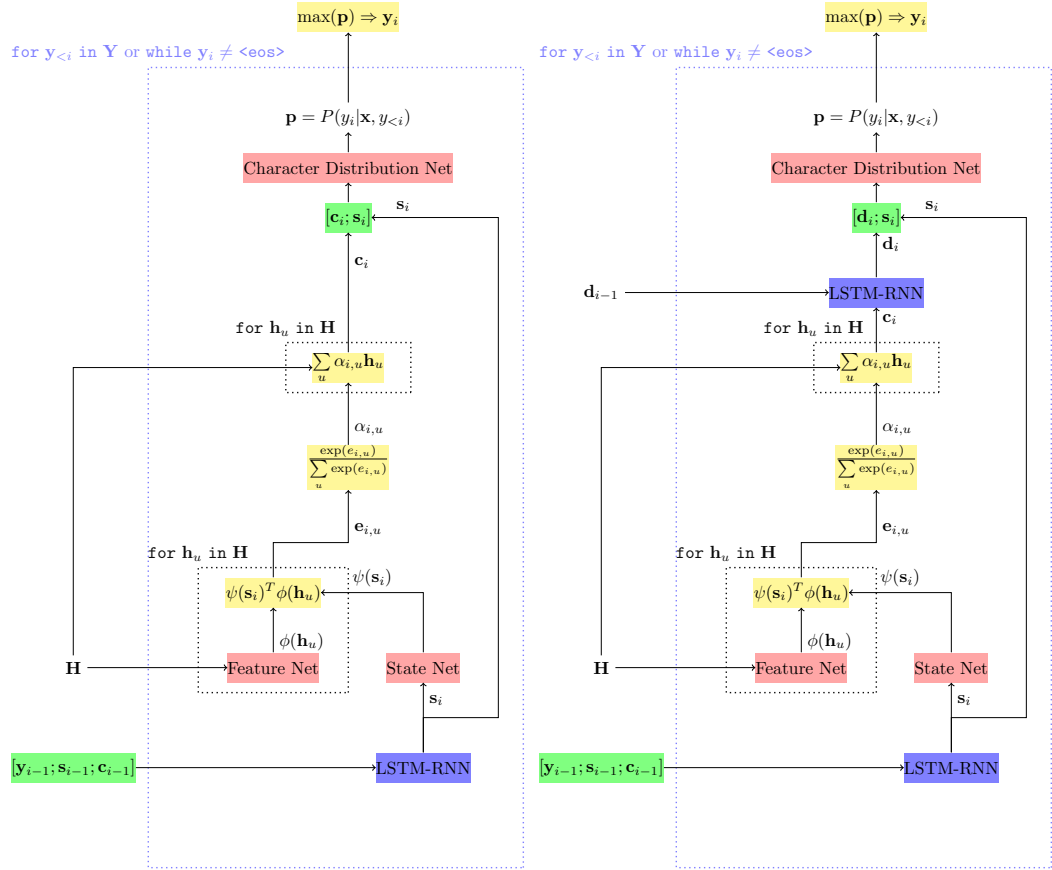 max(p) ⇒ y_i
for y_{<i} in Y or while y_i ≠ <eos>
p = P(y_i|x, y_{<i})
Character Distribution Net
s_i
[c_i; s_i]
c_i
for h_u in H
∑_u α_{i,u} h_u
α_{i,u}
exp(e_{i,u}) / ∑_u exp(e_{i,u})
e_{i,u}
for h_u in H
ψ(s_i)
ψ(s_i)^T φ(h_u)
φ(h_u)
H
Feature Net
State Net
s_i
[y_{i-1}; s_{i-1}; c_{i-1}]
LSTM-RNN
max(p) ⇒ y_i
for y_{<i} in Y or while y_i ≠ <eos>
p = P(y_i|x, y_{<i})
Character Distribution Net
s_i
[d_i; s_i]
d_i
d_{i-1}
LSTM-RNN
c_i
for h_u in H
∑_u α_{i,u} h_u
α_{i,u}
exp(e_{i,u}) / ∑_u exp(e_{i,u})
e_{i,u}
for h_u in H
ψ(s_i)
ψ(s_i)^T φ(h_u)
φ(h_u)
H
Feature Net
State Net
s_i
[y_{i-1}; s_{i-1}; c_{i-1}]
LSTM-RNN